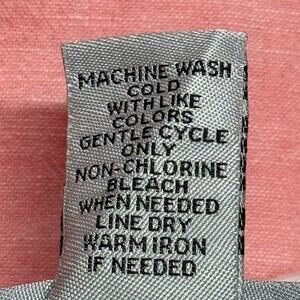 MACHINE WASH
COLD
WITH LIKE
COLORS
GENTLE CYCLE
ONLY
NON-CHLORINE
BLEACH
WHEN NEEDED
LINE DRY
WARM IRON
IF NEEDED